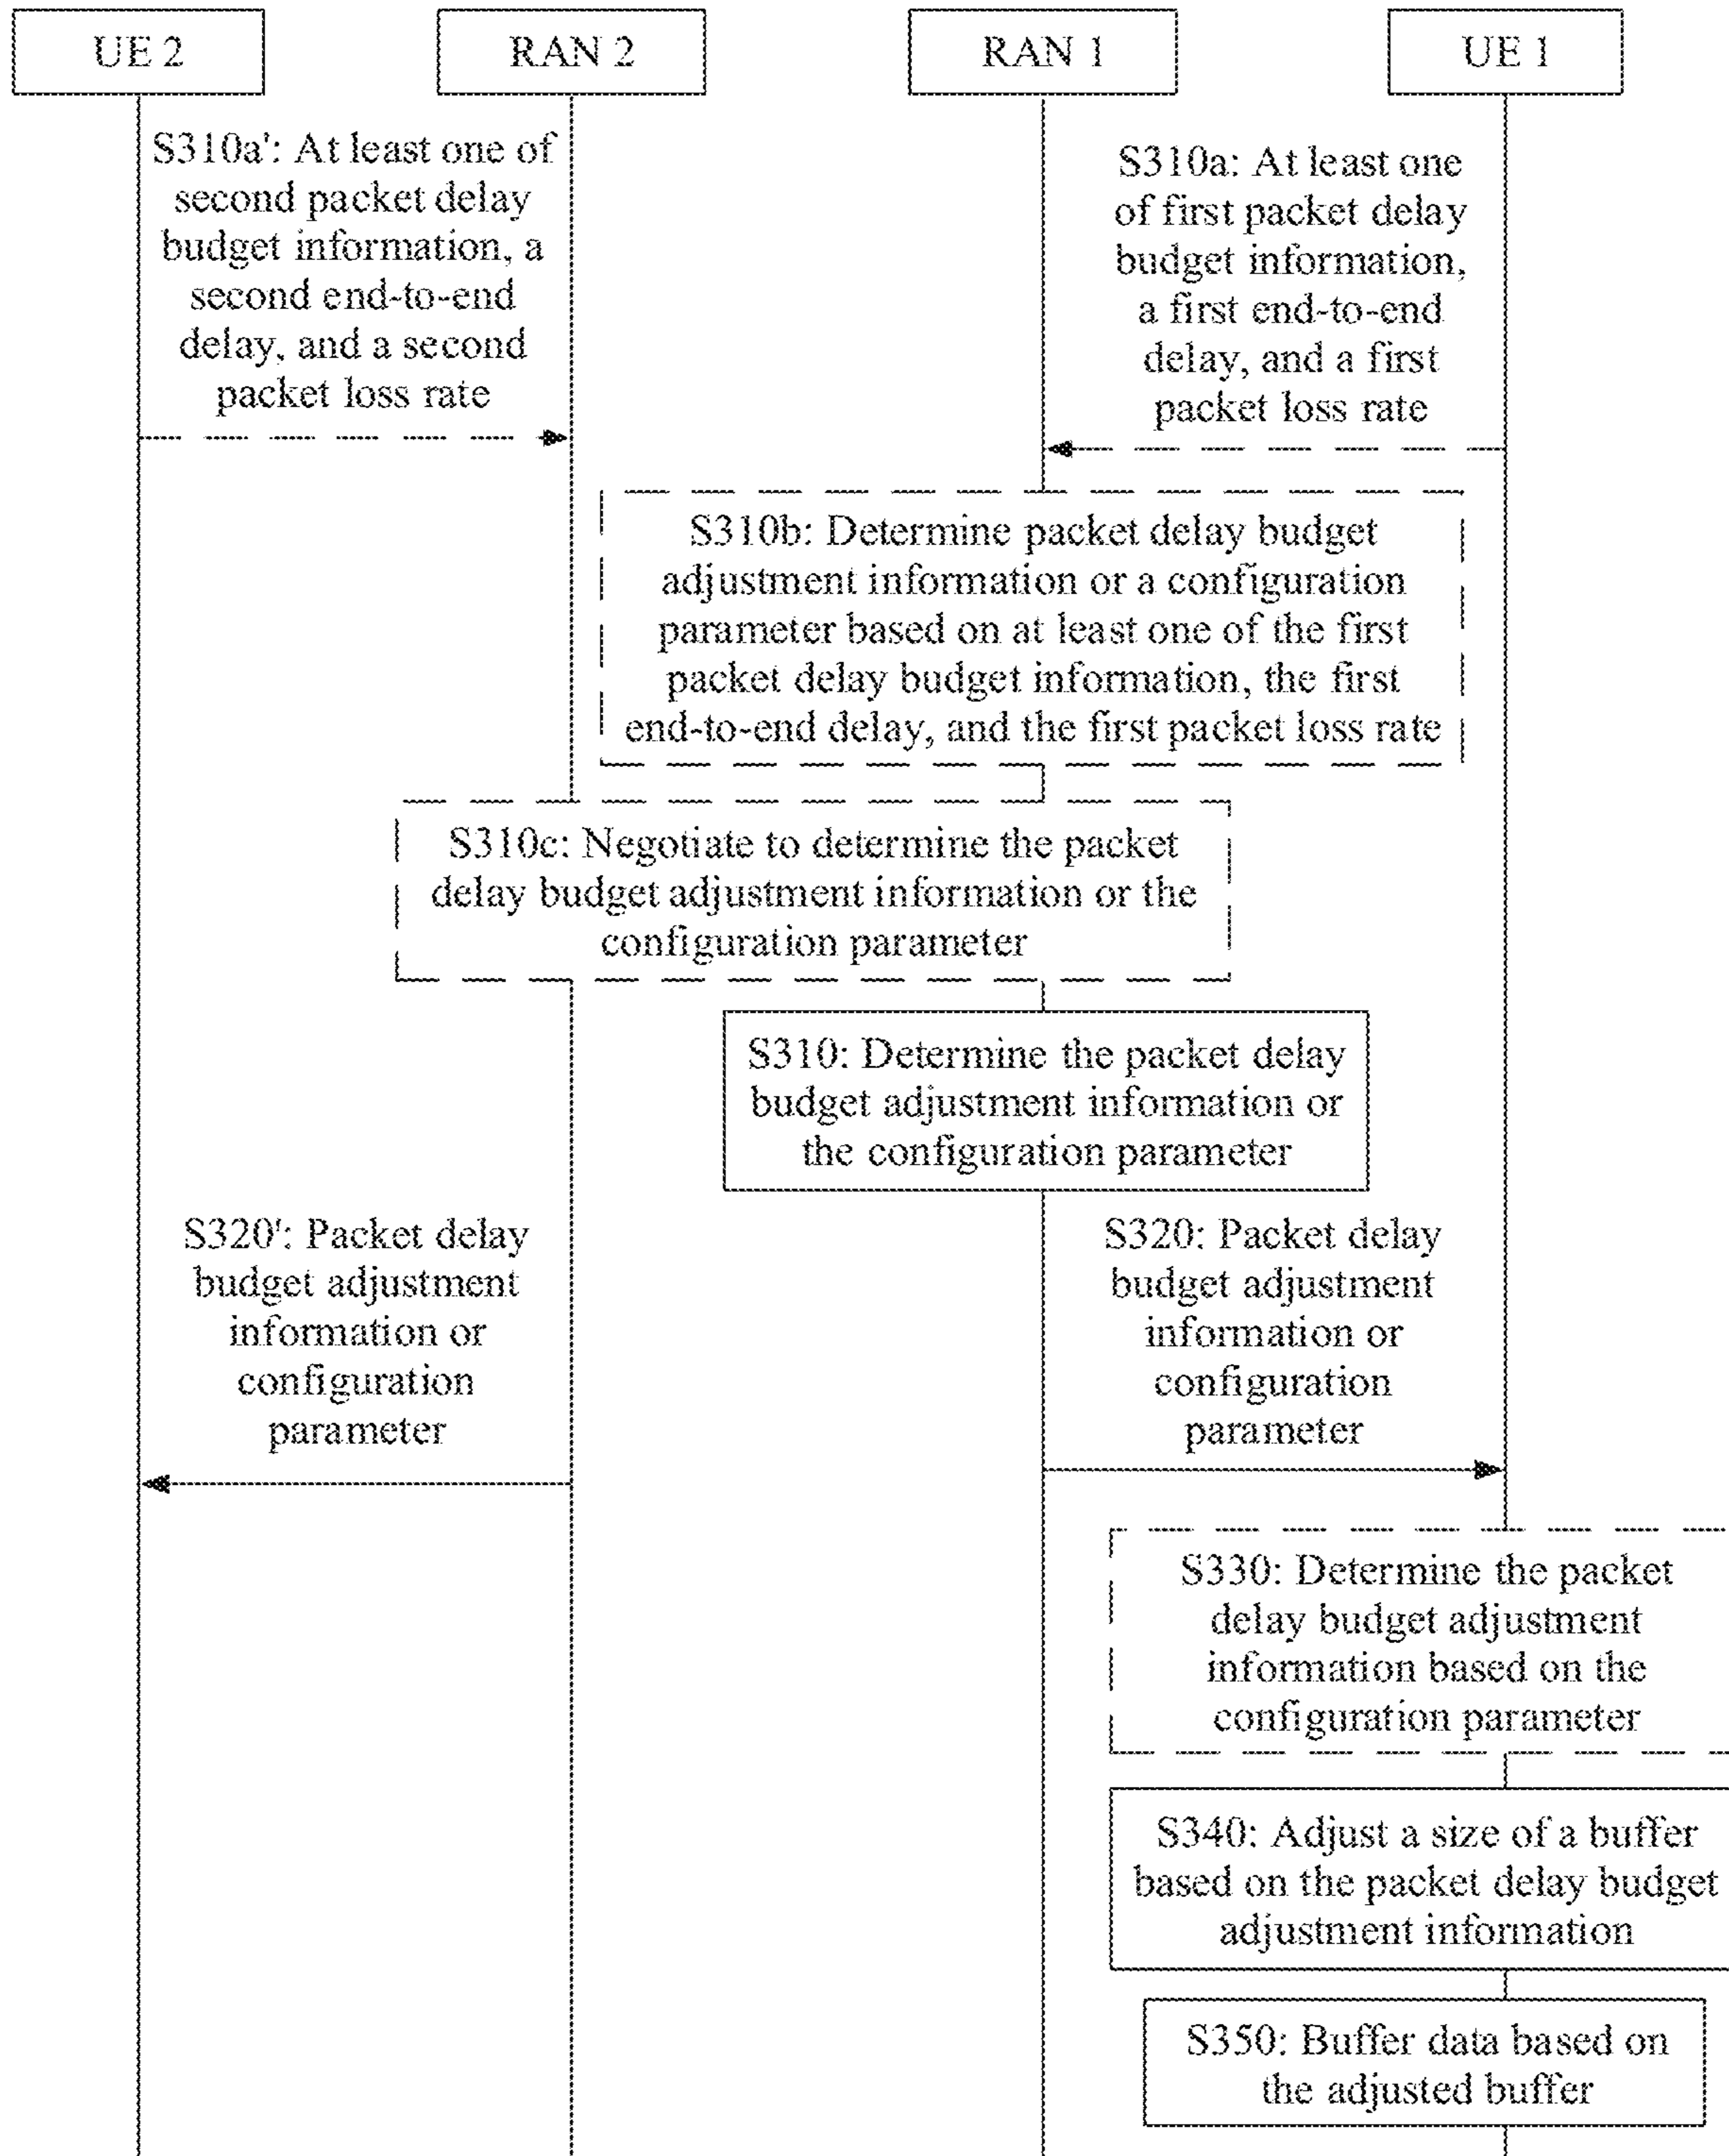 UE 2
RAN 2
RAN 1
UE 1
S310a': At least one of
second packet delay
budget information, a
second end-to-end
delay, and a second
packet loss rate
S310a: At least one
of first packet delay
budget information,
a first end-to-end
delay, and a first
packet loss rate
S310b: Determine packet delay budget
adjustment information or a configuration
parameter based on at least one of the first
packet delay budget information, the first
end-to-end delay, and the first packet loss rate
S310c: Negotiate to determine the packet
delay budget adjustment information or the
configuration parameter
S310: Determine the packet delay
budget adjustment information or
the configuration parameter
S320': Packet delay
budget adjustment
information or
configuration
parameter
S320: Packet delay
budget adjustment
information or
configuration
parameter
S330: Determine the packet
delay budget adjustment
information based on the
configuration parameter
S340: Adjust a size of a buffer
based on the packet delay budget
adjustment information
S350: Buffer data based on
the adjusted buffer